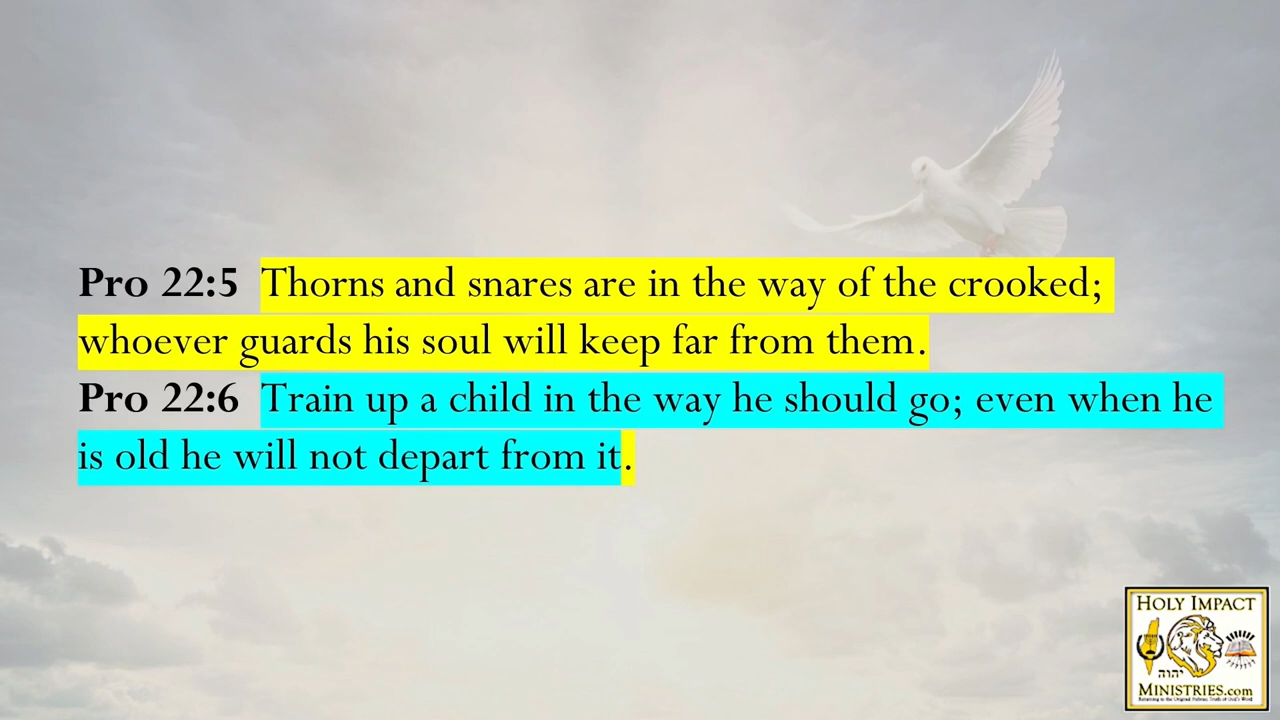 Pro 22:5 Thorns and snares are in the way of the crooked;
whoever guards his soul will keep far from them.
Pro 22:6 Train up a child in the way he should go; even when he
is old he will not depart from it.
HOLY IMPACT
יהוה
MINISTRIES.com